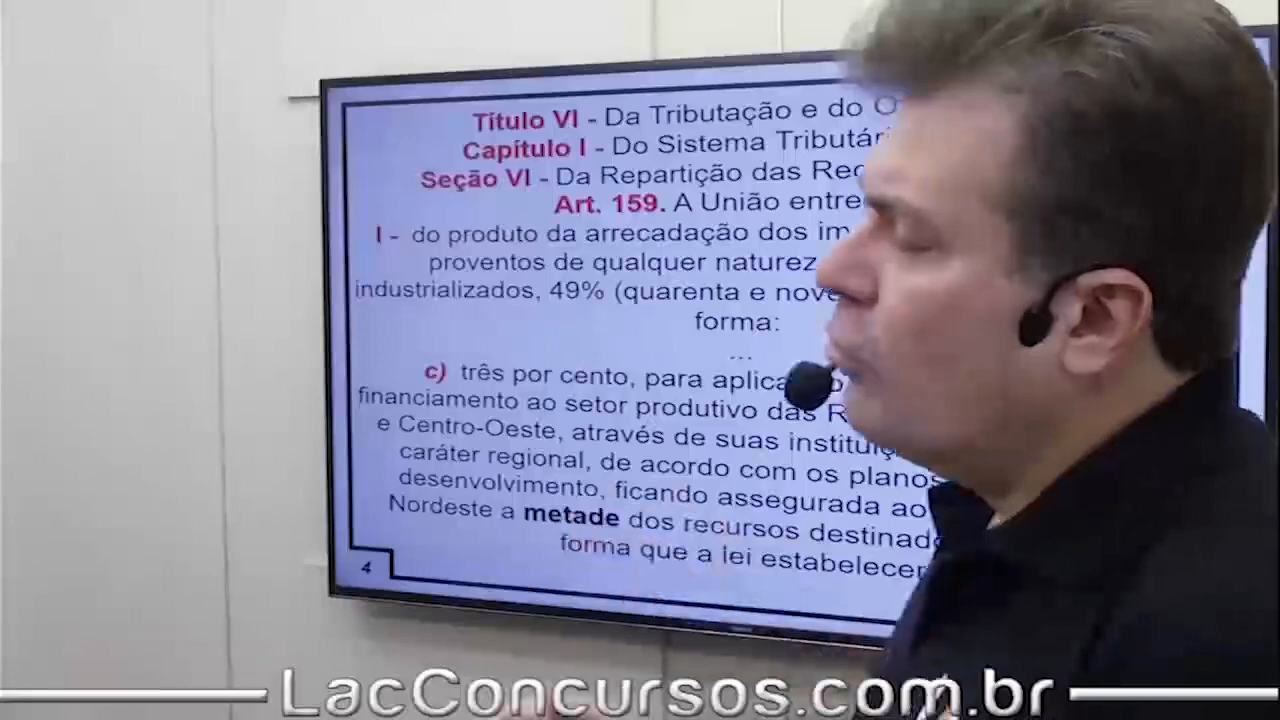 Título VI - Da Tributação e do O
Capítulo I - Do Sistema Tributár
Seção VI - Da Repartição das Rec
Art. 159. A União entre
I - do produto da arrecadação dos im
proventos de qualquer naturez
industrializados, 49% (quarenta e nove
forma:
...
c) três por cento, para aplica
financiamento ao setor produtivo das R
e Centro-Oeste, através de suas instituiç
caráter regional, de acordo com os planos
desenvolvimento, ficando assegurada ao
Nordeste a metade dos recursos destinad
forma que a lei estabelecer
4
LacConcursos.com.br